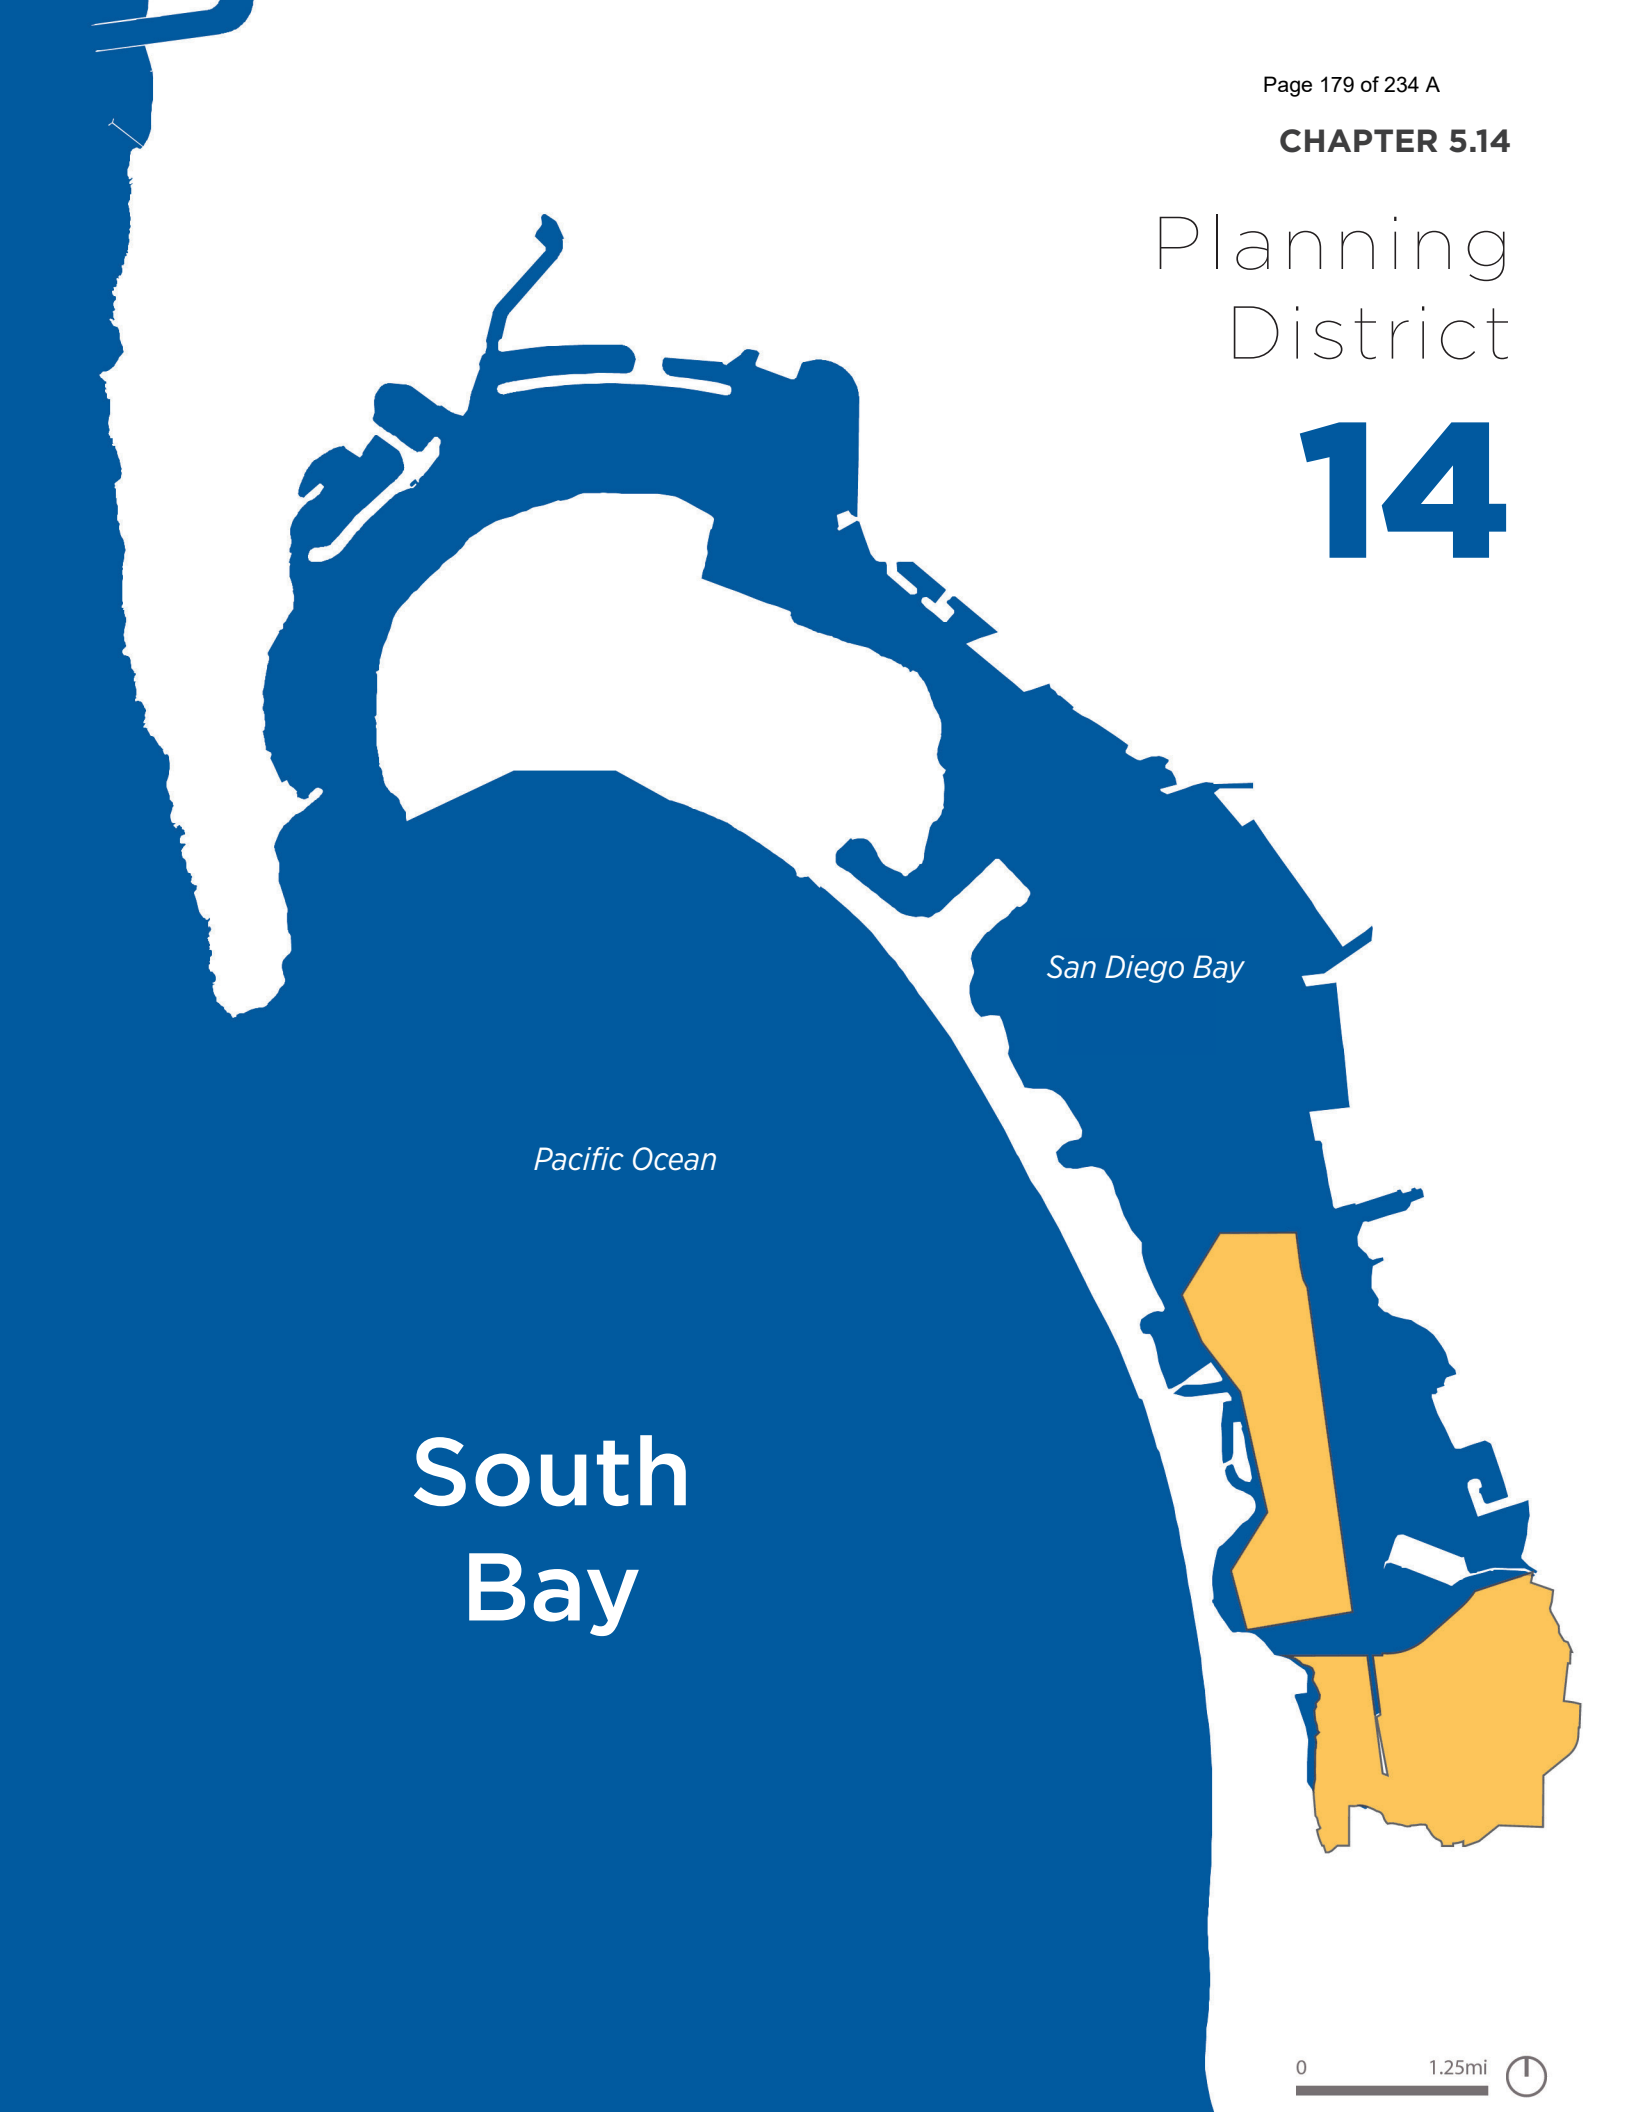 Page 179 of 234 A
CHAPTER 5.14
Planning
District
14
San Diego Bay
Pacific Ocean
South
Bay
0 1.25mi